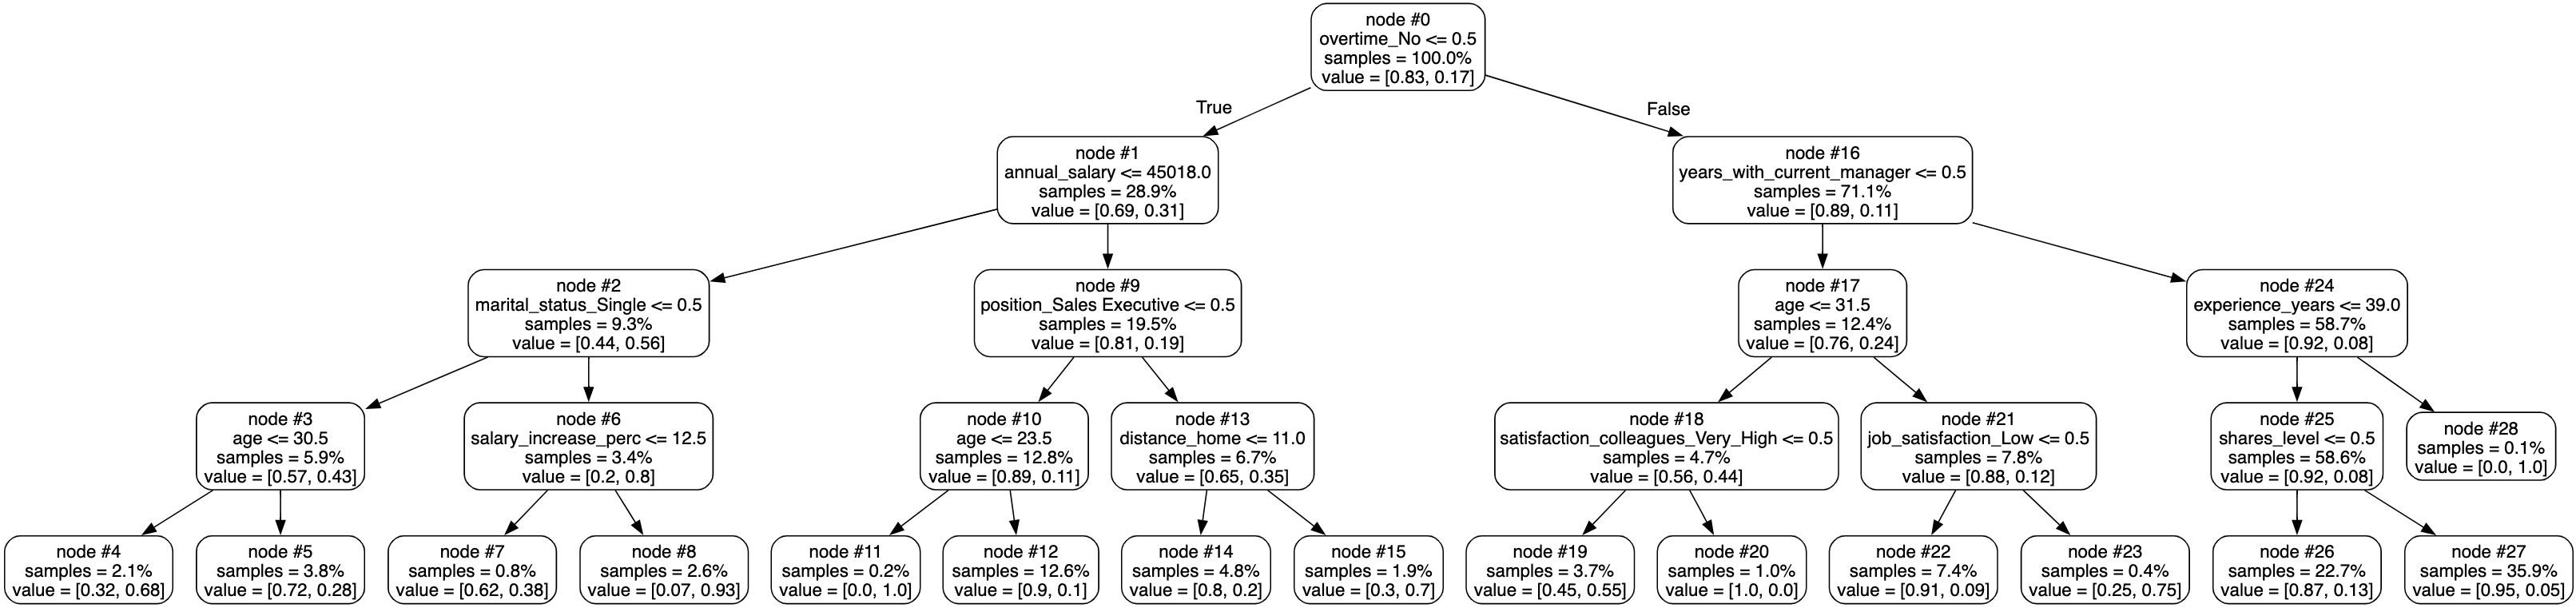 node #0
overtime_No <= 0.5
samples = 100.0%
value = [0.83, 0.17]
True
False
node #1
annual_salary <= 45018.0
samples = 28.9%
value = [0.69, 0.31]
node #16
years_with_current_manager <= 0.5
samples = 71.1%
value = [0.89, 0.11]
node #2
marital_status_Single <= 0.5
samples = 9.3%
value = [0.44, 0.56]
node #9
position_Sales Executive <= 0.5
samples = 19.5%
value = [0.81, 0.19]
node #17
age <= 31.5
samples = 12.4%
value = [0.76, 0.24]
node #24
experience_years <= 39.0
samples = 58.7%
value = [0.92, 0.08]
node #3
age <= 30.5
samples = 5.9%
value = [0.57, 0.43]
node #6
salary_increase_perc <= 12.5
samples = 3.4%
value = [0.2, 0.8]
node #10
age <= 23.5
samples = 12.8%
value = [0.89, 0.11]
node #13
distance_home <= 11.0
samples = 6.7%
value = [0.65, 0.35]
node #18
satisfaction_colleagues_Very_High <= 0.5
samples = 4.7%
value = [0.56, 0.44]
node #21
job_satisfaction_Low <= 0.5
samples = 7.8%
value = [0.88, 0.12]
node #25
shares_level <= 0.5
samples = 58.6%
value = [0.92, 0.08]
node #28
samples = 0.1%
value = [0.0, 1.0]
node #4
samples = 2.1%
value = [0.32, 0.68]
node #5
samples = 3.8%
value = [0.72, 0.28]
node #7
samples = 0.8%
value = [0.62, 0.38]
node #8
samples = 2.6%
value = [0.07, 0.93]
node #11
samples = 0.2%
value = [0.0, 1.0]
node #12
samples = 12.6%
value = [0.9, 0.1]
node #14
samples = 4.8%
value = [0.8, 0.2]
node #15
samples = 1.9%
value = [0.3, 0.7]
node #19
samples = 3.7%
value = [0.45, 0.55]
node #20
samples = 1.0%
value = [1.0, 0.0]
node #22
samples = 7.4%
value = [0.91, 0.09]
node #23
samples = 0.4%
value = [0.25, 0.75]
node #26
samples = 22.7%
value = [0.87, 0.13]
node #27
samples = 35.9%
value = [0.95, 0.05]